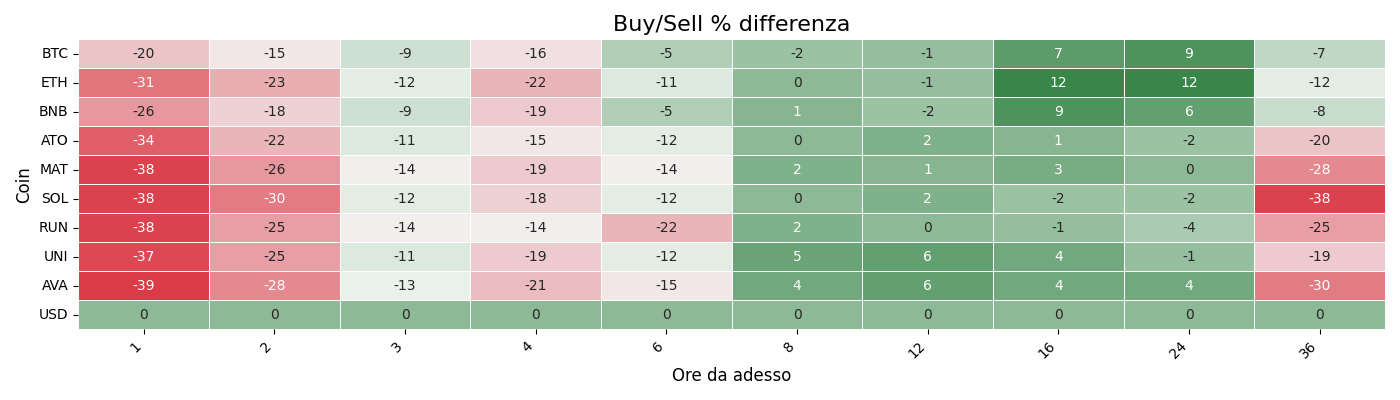 Buy/Sell % differenza
Coin
BTC -20 -15 -9 -16 -5 -2 -1 7 9 -7
ETH -31 -23 -12 -22 -11 0 -1 12 12 -12
BNB -26 -18 -9 -19 -5 1 -2 9 6 -8
ATO -34 -22 -11 -15 -12 0 2 1 -2 -20
MAT -38 -26 -14 -19 -14 2 1 3 0 -28
SOL -38 -30 -12 -18 -12 0 2 -2 -2 -38
RUN -38 -25 -14 -14 -22 2 0 -1 -4 -25
UNI -37 -25 -11 -19 -12 5 6 4 -1 -19
AVA -39 -28 -13 -21 -15 4 6 4 4 -30
USD 0 0 0 0 0 0 0 0 0 0
1 2 3 4 6 8 12 16 24 36
Ore da adesso